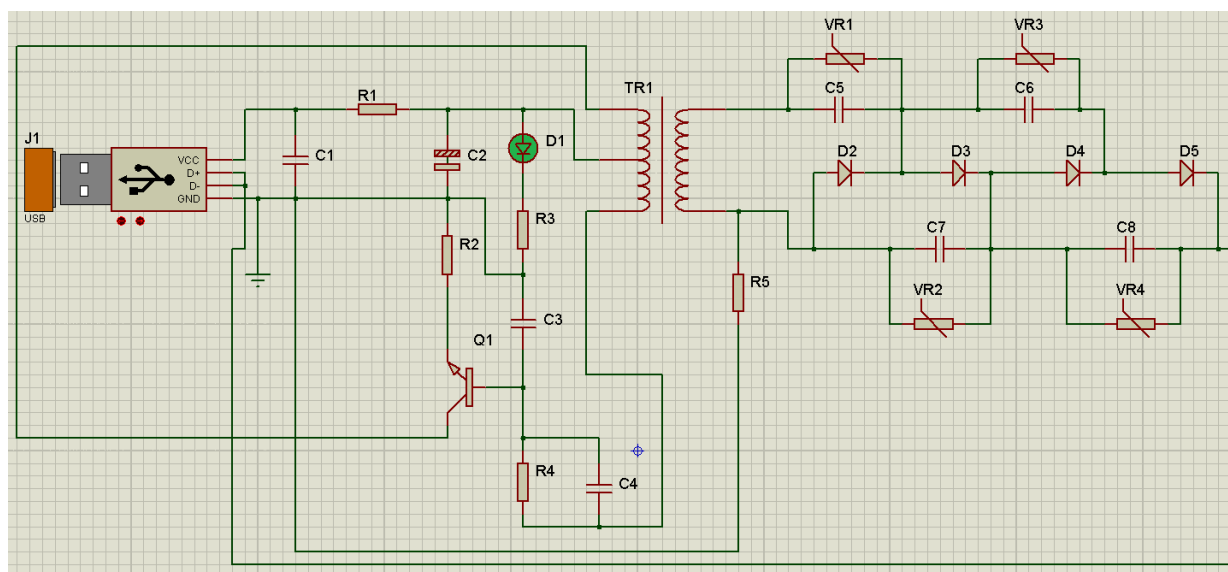 VR1
VR3
TR1
R1
C5
C6
J1
C1
C2
D1
D2
D3
D4
D5
VCC
D+
D-
GND
USB
R2
R3
C7
C8
R5
VR2
VR4
C3
Q1
R4
C4